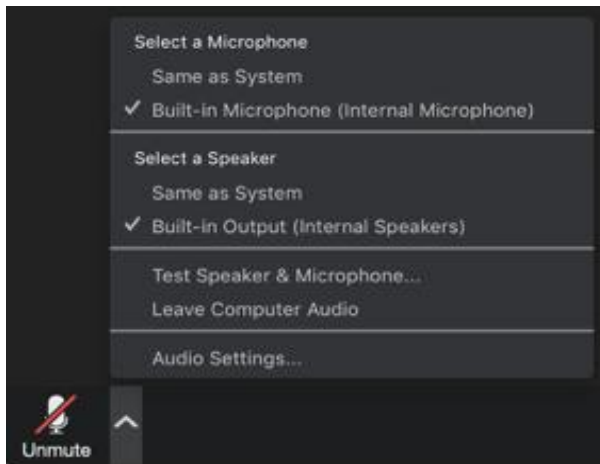 Select a Microphone
Same as System
✓ Built-in Microphone (Internal Microphone)
Select a Speaker
Same as System
✓ Built-in Output (Internal Speakers)
Test Speaker & Microphone...
Leave Computer Audio
Audio Settings...
Unmute